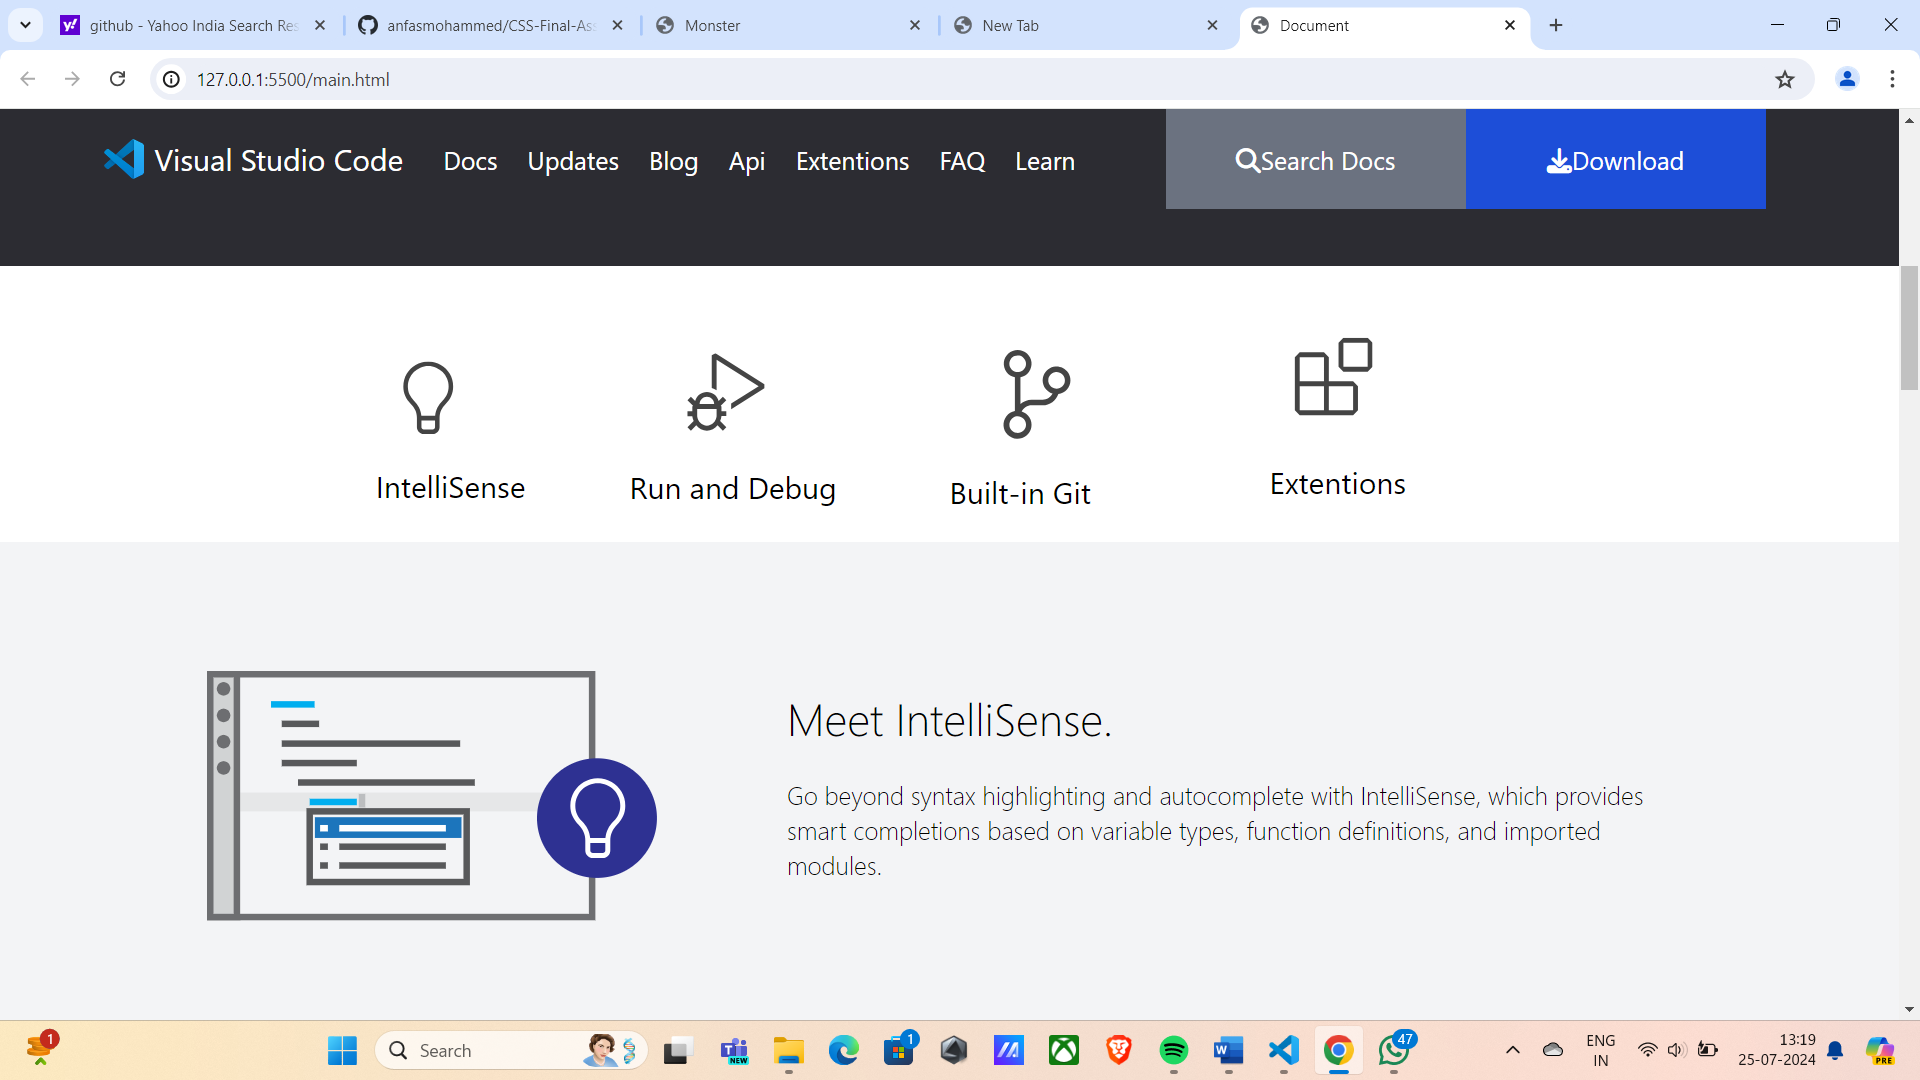 github - Yahoo India Search Res
anfasmohammed/CSS-Final-Ass
Monster
New Tab
Document
127.0.0.1:5500/main.html
Visual Studio Code
Docs
Updates
Blog
Api
Extentions
FAQ
Learn
Search Docs
Download
IntelliSense
Run and Debug
Built-in Git
Extentions
Meet IntelliSense.
Go beyond syntax highlighting and autocomplete with IntelliSense, which provides
smart completions based on variable types, function definitions, and imported
modules.
1
Search
NEW
1
47
ENG
IN
13:19
25-07-2024
PRE